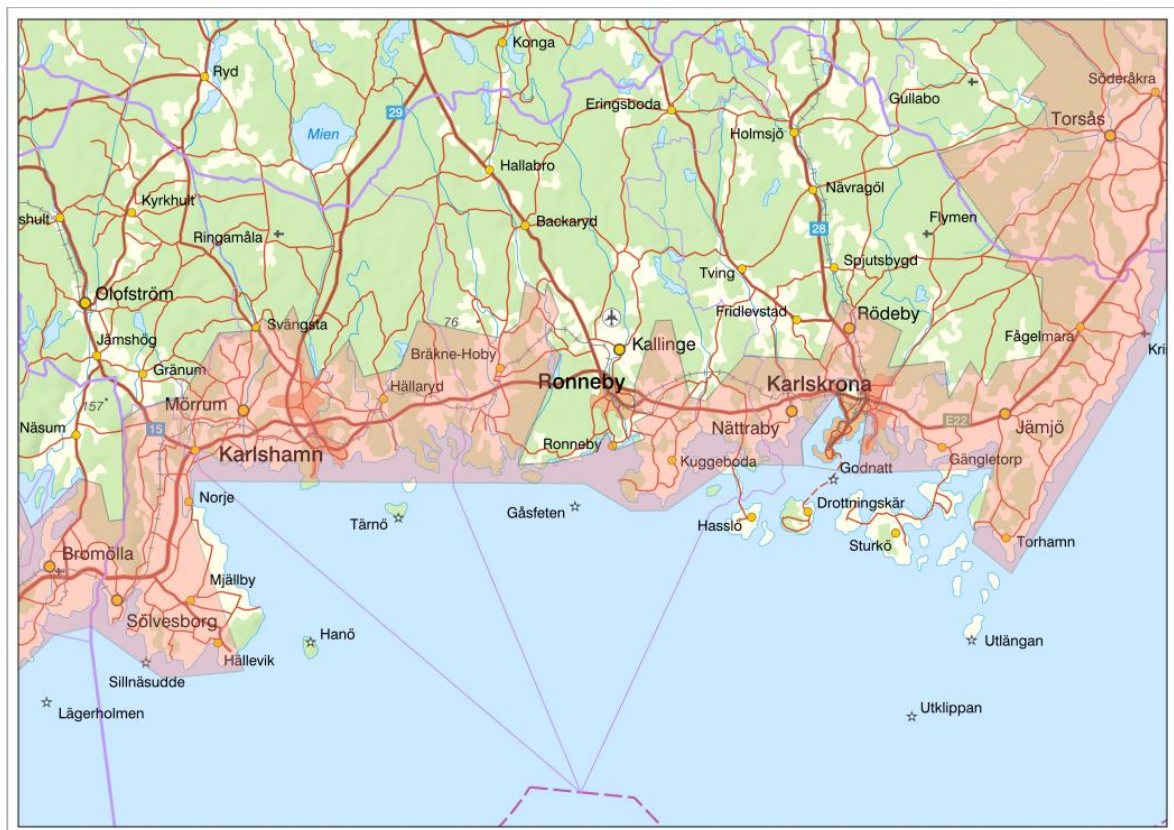 Konga
Ryd
Söderåkra
Gullabo
Eringsboda
29
Torsås
Mien
Holmsjö
Hallabro
Nävragöl
Kyrkhult
shult
Flymen
Backaryd
28
Ringamåla
Tving
Spjutsbygd
Olofström
Fridlevstad
Rödeby
76
Svängsta
Fågelmara
Kallinge
Kri
Jämshög
Bräkne-Hoby
Gränum
Ronneby
Karlskrona
Hällaryd
157
Mörrum
E22
Näsum
15
Nättraby
Jämjö
Ronneby
Karlshamn
Kuggeboda
Gängletorp
Godnatt
Norje
Drottningskär
Gåsfeten
Tärnö
Hasslö
Sturkö
Torhamn
Bromölla
Mjällby
Sölvesborg
Hanö
Utlängan
Hällevik
Sillnäsudde
Lägerholmen
Utklippan